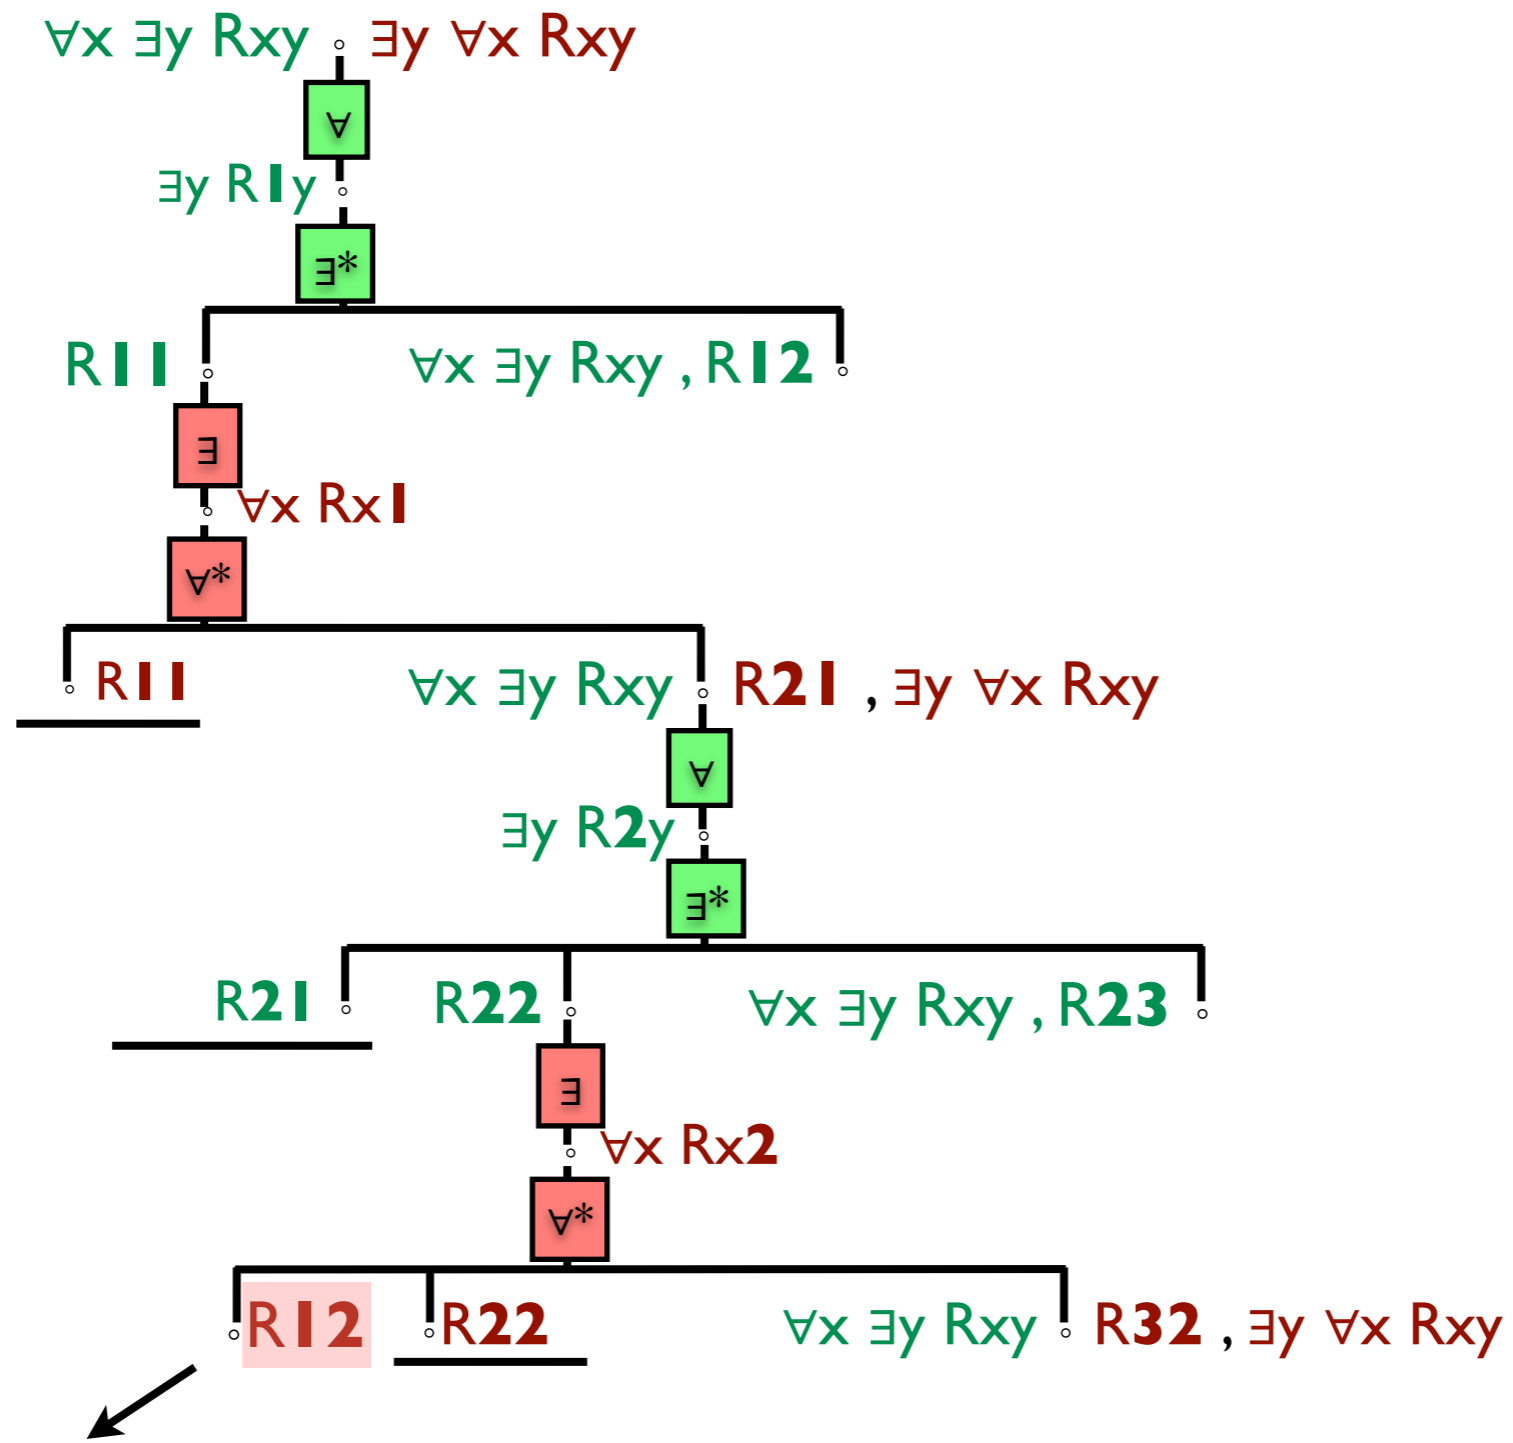 ∀x ∃y Rxy ∃y ∀x Rxy
∀
∃y R1y
∃*
R11 ∀x ∃y Rxy , R12
∃
∀x Rx1
∀*
R11 ∀x ∃y Rxy R21 , ∃y ∀x Rxy
∀
∃y R2y
∃*
R21 R22 ∀x ∃y Rxy , R23
∃
∀x Rx2
∀*
R12 R22 ∀x ∃y Rxy R32 , ∃y ∀x Rxy